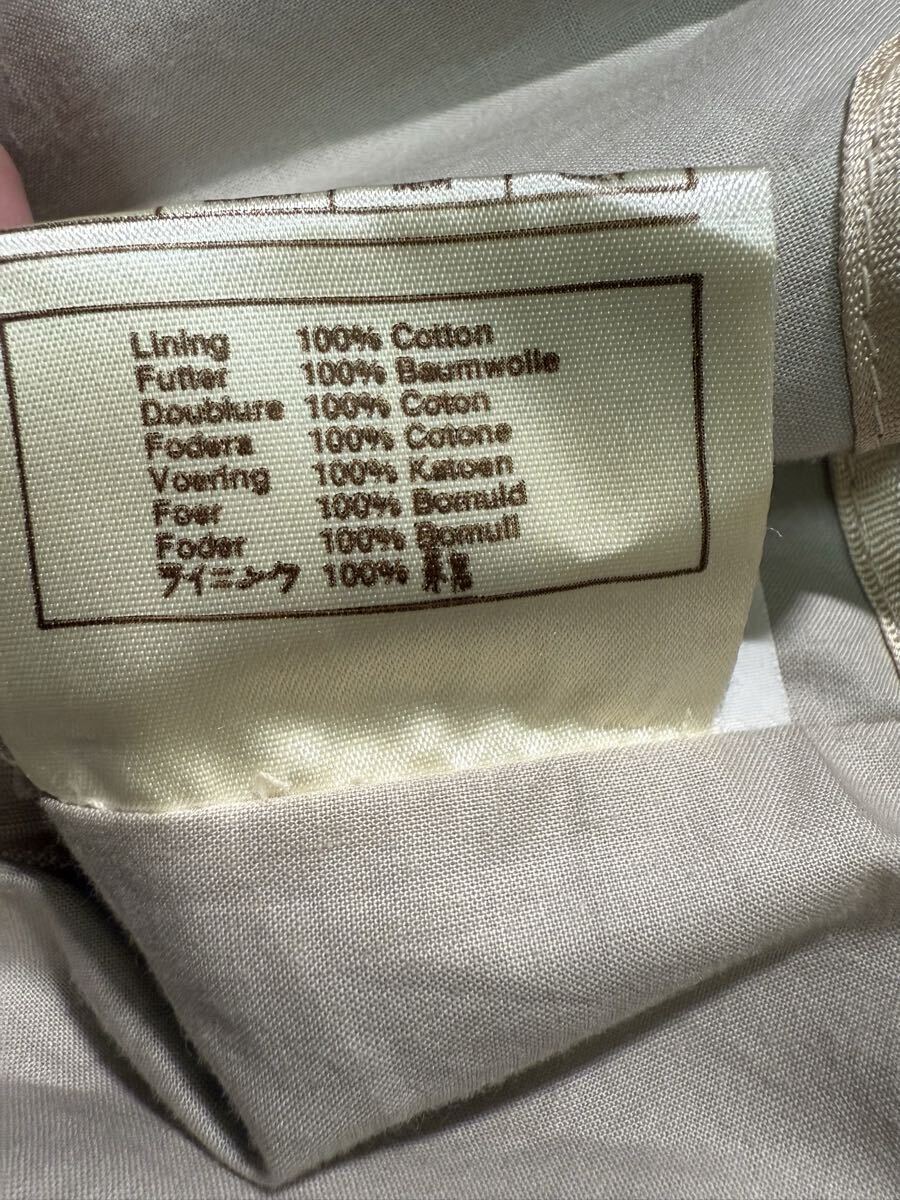 Lining 100% Cotton
Futter 100% Baumwolle
Doublure 100% Coton
Fodera 100% Cotone
Voering 100% Katoen
Foer 100% Bomuld
Foder 100% Bomull
ライニング 100%